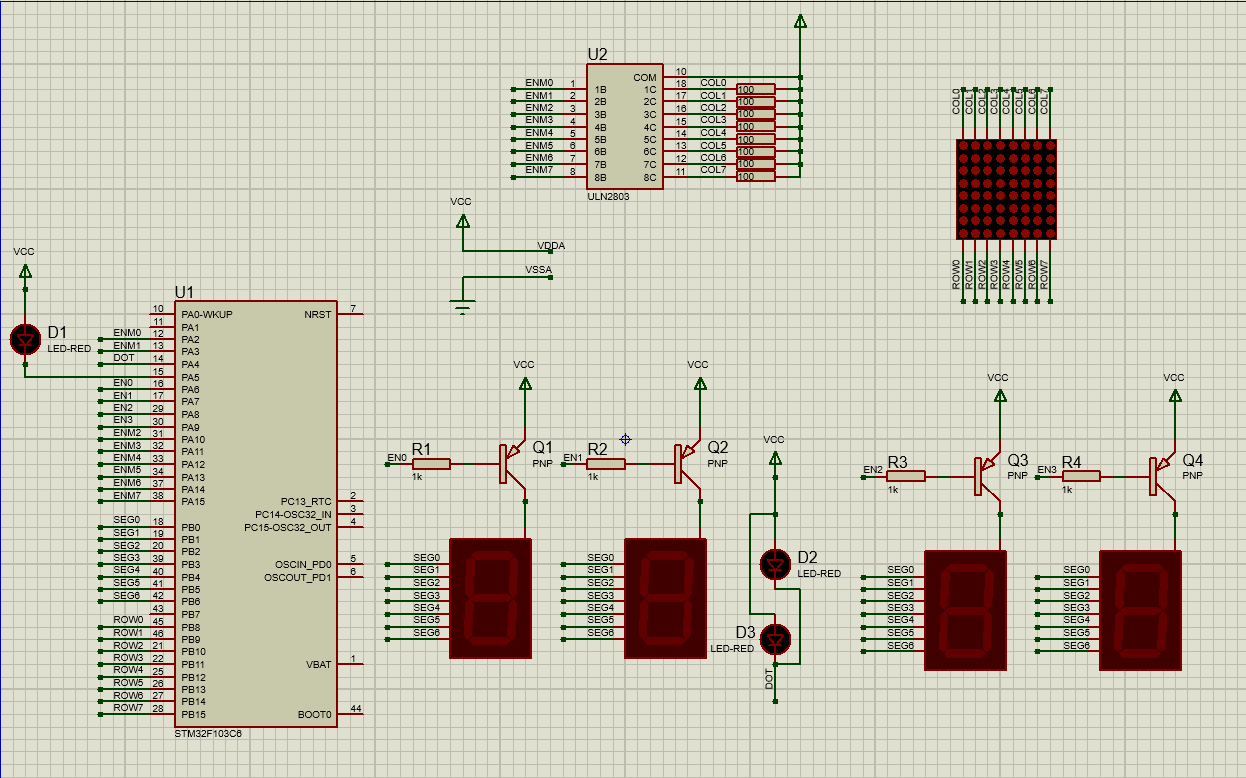 U2
COM 10
ENM0 1 1B 1C 18 COL0 100
ENM1 2 2B 2C 17 COL1 100
ENM2 3 3B 3C 16 COL2 100
ENM3 4 4B 4C 15 COL3 100
ENM4 5 5B 5C 14 COL4 100
ENM5 6 6B 6C 13 COL5 100
ENM6 7 7B 7C 12 COL6 100
ENM7 8 8B 8C 11 COL7 100
ULN2803
COL0 COL1 COL2 COL3 COL4 COL5 COL6 COL7
ROW0 ROW1 ROW2 ROW3 ROW4 ROW5 ROW6 ROW7
VCC
VDDA
VSSA
VCC
D1
LED-RED
U1
10 PA0-WKUP NRST 7
11 PA1
ENM0 12 PA2
ENM1 13 PA3
DOT 14 PA4
15 PA5
EN0 16 PA6
EN1 17 PA7
EN2 29 PA8
EN3 30 PA9
ENM2 31 PA10
ENM3 32 PA11
ENM4 33 PA12
ENM5 34 PA13
ENM6 37 PA14
ENM7 38 PA15
PC13_RTC 2
PC14-OSC32_IN 3
PC15-OSC32_OUT 4
SEG0 18 PB0
SEG1 19 PB1
SEG2 20 PB2
SEG3 39 PB3
SEG4 40 PB4
SEG5 41 PB5
SEG6 42 PB6
43 PB7
OSCIN_PD0 5
OSCOUT_PD1 6
ROW0 45 PB8
ROW1 46 PB9
ROW2 21 PB10
ROW3 22 PB11
ROW4 25 PB12
ROW5 26 PB13
ROW6 27 PB14
ROW7 28 PB15
VBAT 1
BOOT0 44
STM32F103C6
VCC
EN0 R1
1k
Q1
PNP
SEG0
SEG1
SEG2
SEG3
SEG4
SEG5
SEG6
VCC
EN1 R2
1k
Q2
PNP
SEG0
SEG1
SEG2
SEG3
SEG4
SEG5
SEG6
VCC
D2
LED-RED
D3
LED-RED
DOT
VCC
EN2 R3
1k
Q3
PNP
SEG0
SEG1
SEG2
SEG3
SEG4
SEG5
SEG6
VCC
EN3 R4
1k
Q4
PNP
SEG0
SEG1
SEG2
SEG3
SEG4
SEG5
SEG6